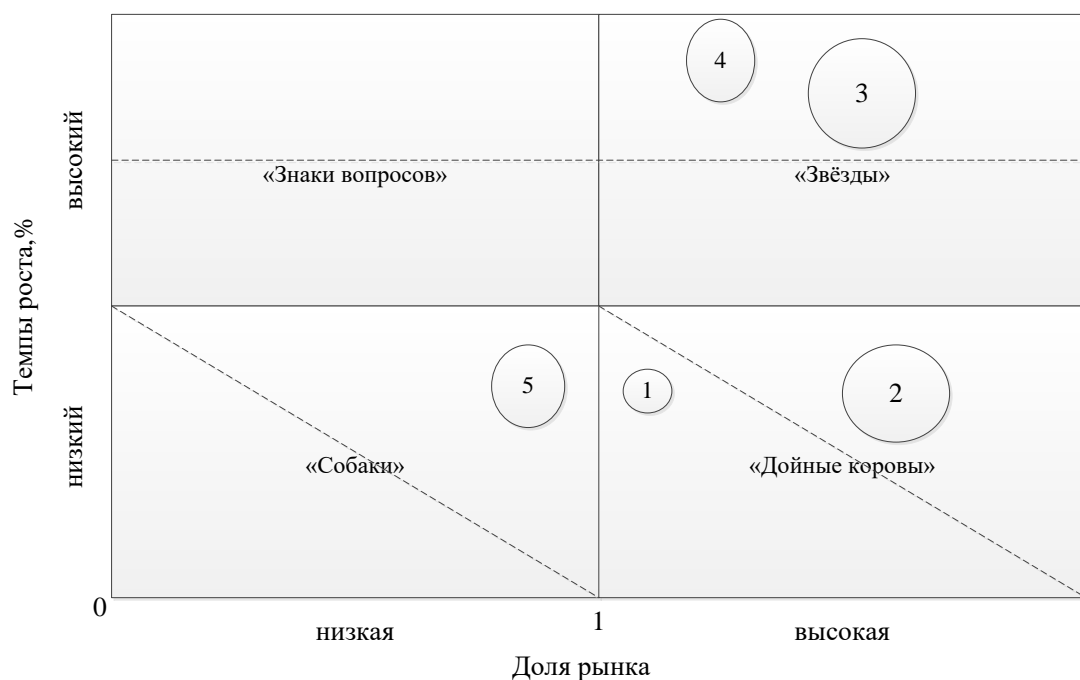 4
3
высокий
«Знаки вопросов»
«Звёзды»
Темпы роста,%
5
1
2
низкий
«Собаки»
«Дойные коровы»
0
1
низкая
высокая
Доля рынка